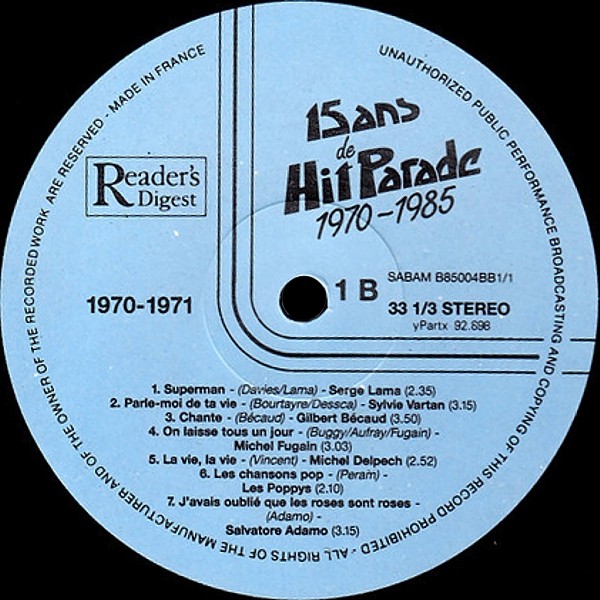 15 ans
de
Hit Parade
1970-1985
Reader's
Digest
1970-1971
1 B
SABAM B85004BB1/1
33 1/3 STEREO
yPartx 92.898
1. Superman - (Davies/Lama) - Serge Lama (2.35)
2. Parle-moi de ta vie - (Bourtayre/Dessca) - Sylvie Vartan (3.15)
3. Chante - (Bécaud) - Gilbert Bécaud (3.50)
4. On laisse tous un jour - (Buggy/Aufray/Fugain) -
Michel Fugain (3.03)
5. La vie, la vie - (Vincent) - Michel Delpech (2.52)
6. Les chansons pop - (Peram) -
Les Poppys (2.10)
7. J'avais oublié que les roses sont roses -
(Adamo) -
Salvatore Adamo (3.15)
UNAUTHORIZED PUBLIC PERFORMANCE BROADCASTING AND COPYING OF THIS RECORD PROHIBITED - ALL RIGHTS OF THE MANUFACTURER AND OF THE OWNER OF THE RECORDED WORK ARE RESERVED - MADE IN FRANCE